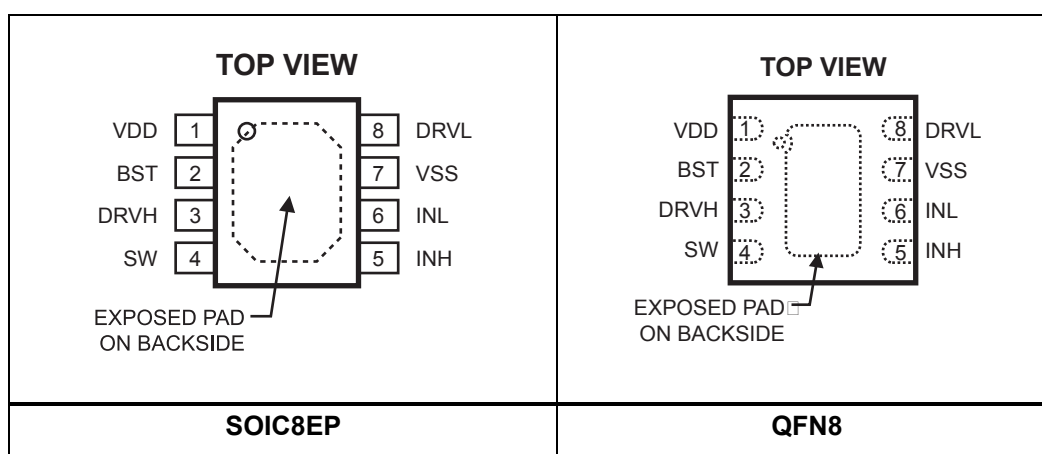 TOP VIEW
VDD 1 8 DRVL
BST 2 7 VSS
DRVH 3 6 INL
SW 4 5 INH
EXPOSED PAD
ON BACKSIDE
SOIC8EP
TOP VIEW
VDD 1 8 DRVL
BST 2 7 VSS
DRVH 3 6 INL
SW 4 5 INH
EXPOSED PAD□
ON BACKSIDE
QFN8